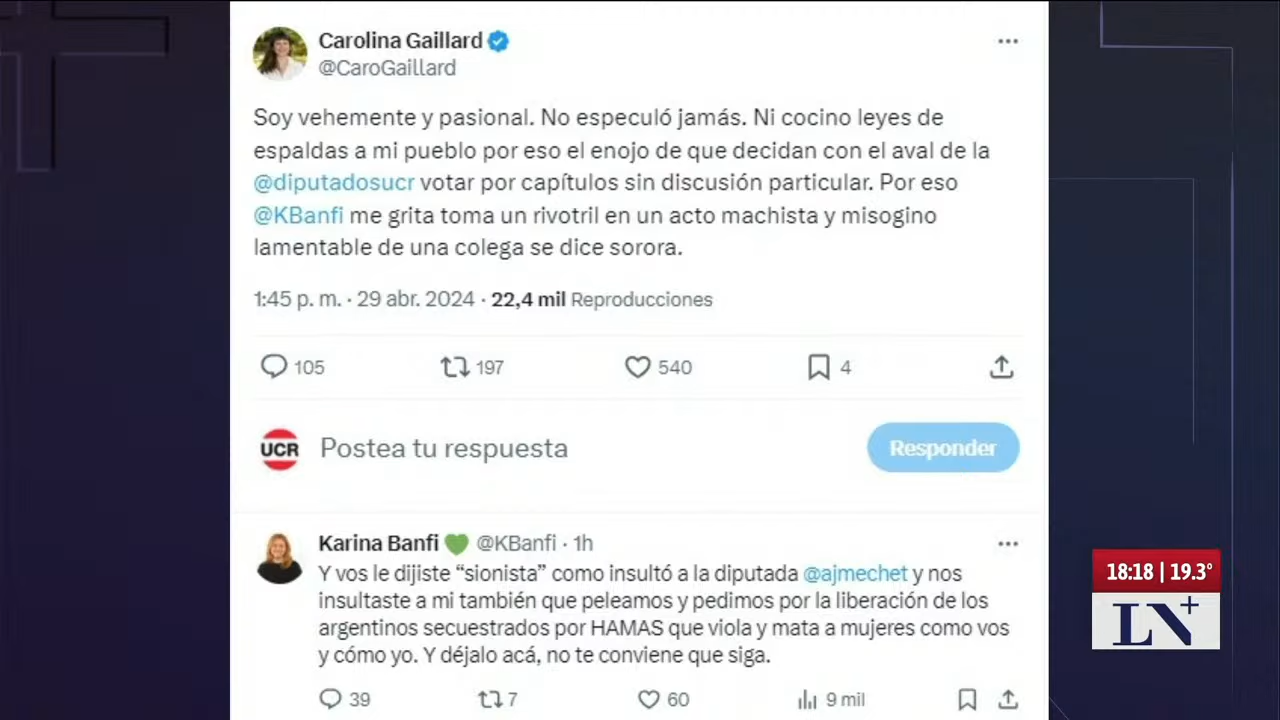 Carolina Gaillard
@CaroGaillard
Soy vehemente y pasional. No especuló jamás. Ni cocino leyes de
espaldas a mi pueblo por eso el enojo de que decidan con el aval de la
@diputadosucr votar por capítulos sin discusión particular. Por eso
@KBanfi me grita toma un rivotril en un acto machista y misogino
lamentable de una colega se dice sorora.
1:45 p. m. · 29 abr. 2024 · 22,4 mil Reproducciones
105 197 540 4
UCR Postea tu respuesta Responder
Karina Banfi 💚 @KBanfi · 1h
Y vos le dijiste “sionista” como insultó a la diputada @ajmechet y nos
insultaste a mi también que peleamos y pedimos por la liberación de los
argentinos secuestrados por HAMAS que viola y mata a mujeres como vos
y cómo yo. Y déjalo acá, no te conviene que siga.
39 7 60 9 mil
18:18 | 19.3°
LN+